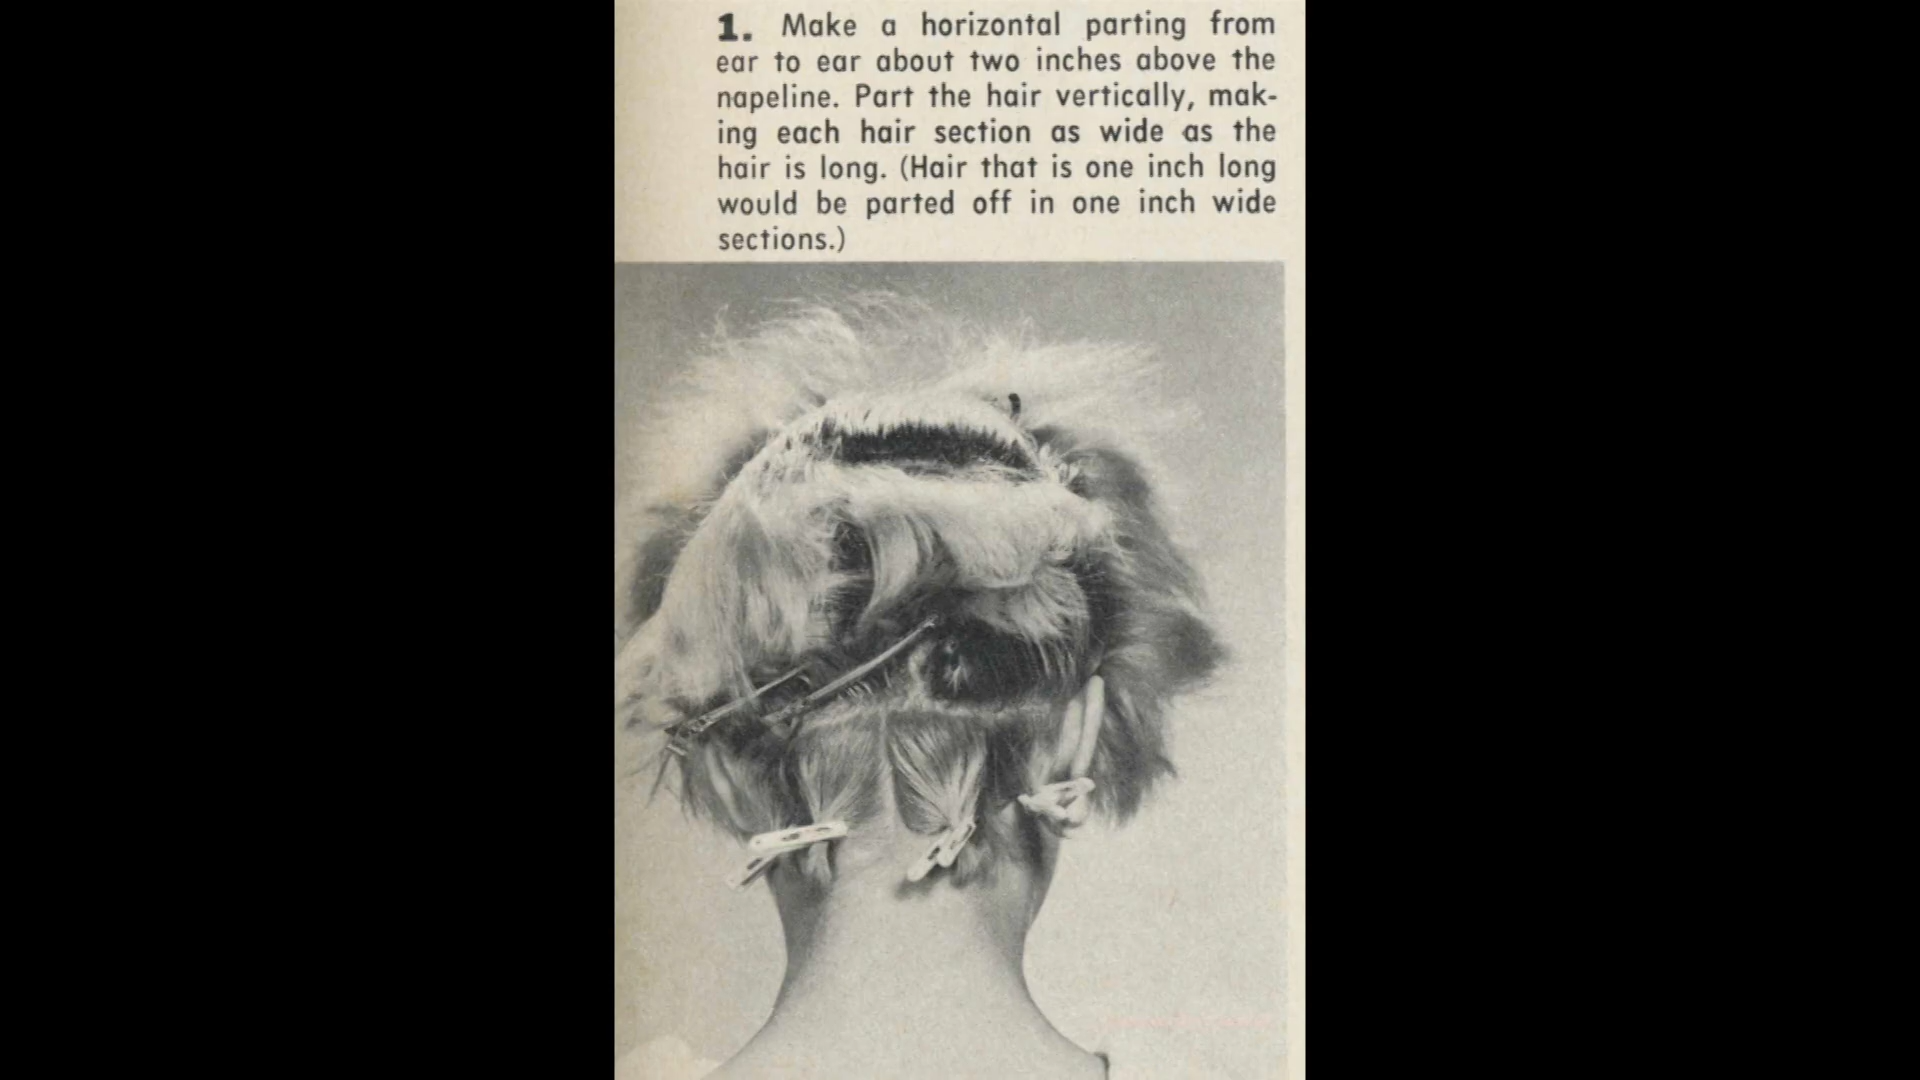 1. Make a horizontal parting from
ear to ear about two inches above the
napeline. Part the hair vertically, mak-
ing each hair section as wide as the
hair is long. (Hair that is one inch long
would be parted off in one inch wide
sections.)